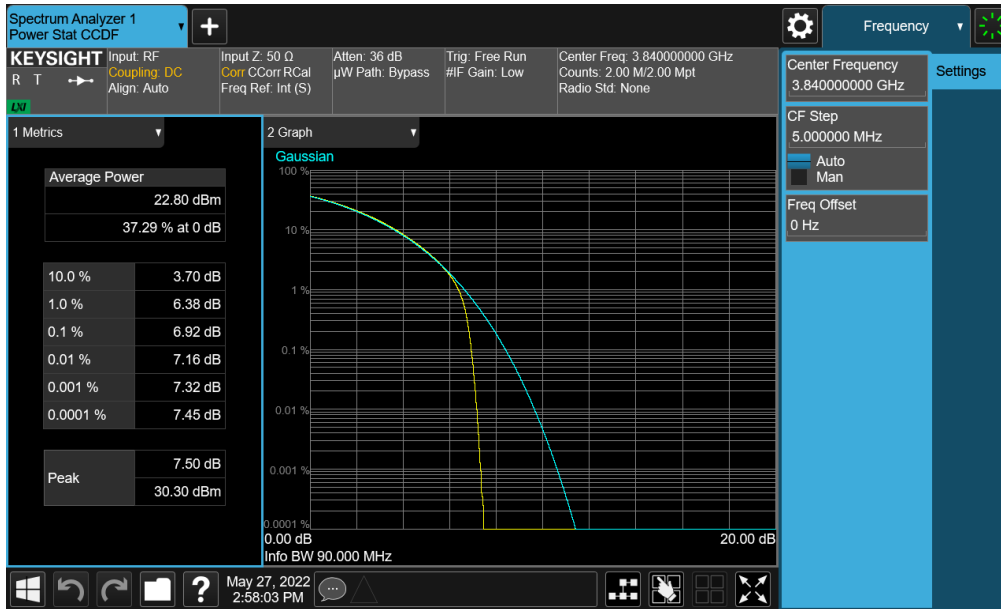 Spectrum Analyzer 1
Power Stat CCDF
+
Frequency
KEYSIGHT
R T
LXI
Input: RF
Coupling: DC
Align: Auto
Input Z: 50 Ω
Corr CCorr RCal
Freq Ref: Int (S)
Atten: 36 dB
µW Path: Bypass
Trig: Free Run
#IF Gain: Low
Center Freq: 3.840000000 GHz
Counts: 2.00 M/2.00 Mpt
Radio Std: None
Center Frequency
3.840000000 GHz
Settings
CF Step
5.000000 MHz
Auto
Man
Freq Offset
0 Hz
1 Metrics
Average Power
22.80 dBm
37.29 % at 0 dB
10.0 % 3.70 dB
1.0 % 6.38 dB
0.1 % 6.92 dB
0.01 % 7.16 dB
0.001 % 7.32 dB
0.0001 % 7.45 dB
Peak
7.50 dB
30.30 dBm
2 Graph
Gaussian
100 %
10 %
1 %
0.1 %
0.01 %
0.001 %
0.0001 %
0.00 dB 20.00 dB
Info BW 90.000 MHz
?
May 27, 2022
2:58:03 PM